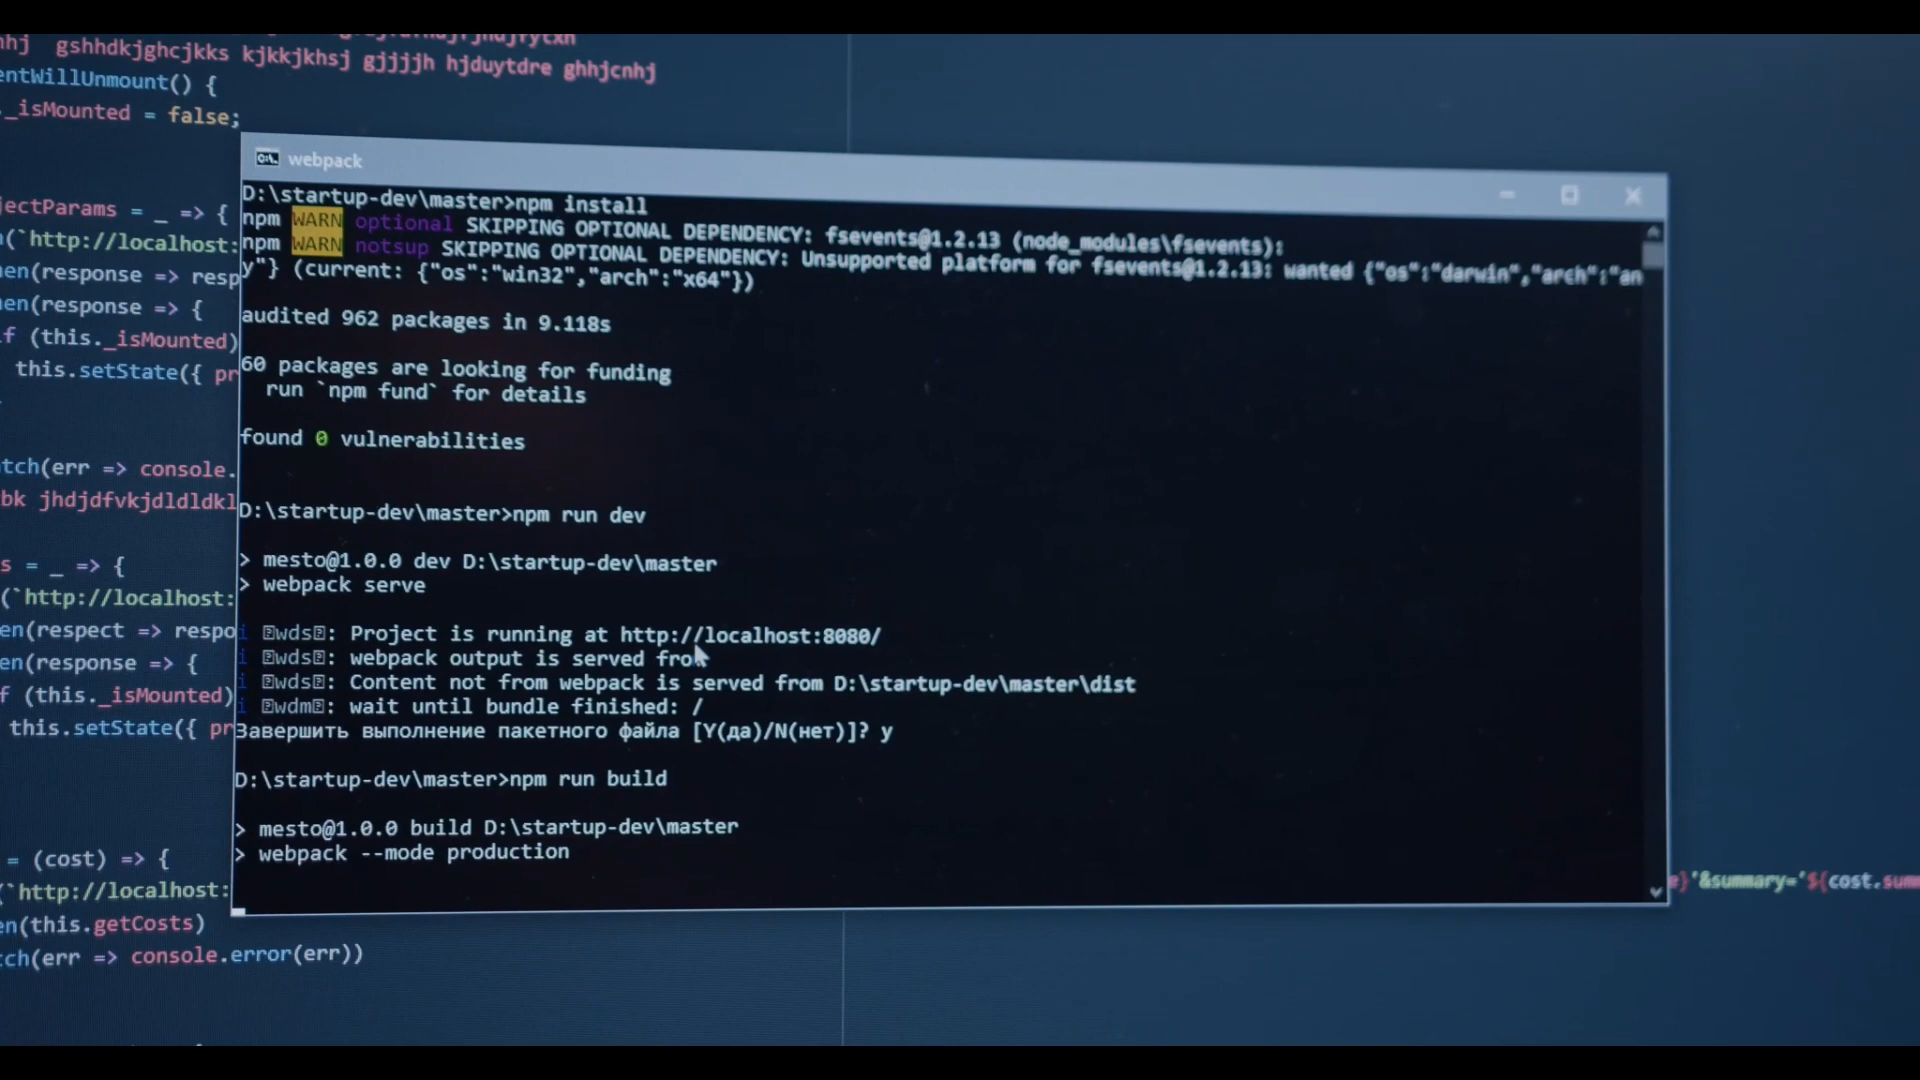 gshhdkjghcjkks kjkkjkhsj gjjjjh hjduytdre ghhjcnhj
entWillUnmount() {
._isMounted = false;
webpack
D:\startup-dev\master>npm install
npm WARN optional SKIPPING OPTIONAL DEPENDENCY: fsevents@1.2.13 (node_modules\fsevents):
npm WARN notsup SKIPPING OPTIONAL DEPENDENCY: Unsupported platform for fsevents@1.2.13: wanted {"os":"darwin","arch":"an
y"} (current: {"os":"win32","arch":"x64"})
audited 962 packages in 9.118s
60 packages are looking for funding
run `npm fund` for details
found 0 vulnerabilities
D:\startup-dev\master>npm run dev
> mesto@1.0.0 dev D:\startup-dev\master
> webpack serve
i ⍰wds⍰: Project is running at http://localhost:8080/
i ⍰wds⍰: webpack output is served from
i ⍰wds⍰: Content not from webpack is served from D:\startup-dev\master\dist
i ⍰wdm⍰: wait until bundle finished: /
Завершить выполнение пакетного файла [Y(да)/N(нет)]? y
D:\startup-dev\master>npm run build
> mesto@1.0.0 build D:\startup-dev\master
> webpack --mode production
jectParams = _ => {
(`http://localhost:
hen(response => resp
hen(response => {
if (this._isMounted)
this.setState({ pr
atch(err => console.
bk jhdjdfvkjdldldkl
s = _ => {
(`http://localhost:
en(respect => respo
en(response => {
f (this._isMounted)
this.setState({ pr
= (cost) => {
(`http://localhost:
en(this.getCosts)
tch(err => console.error(err))
}'&summary='${cost.summ